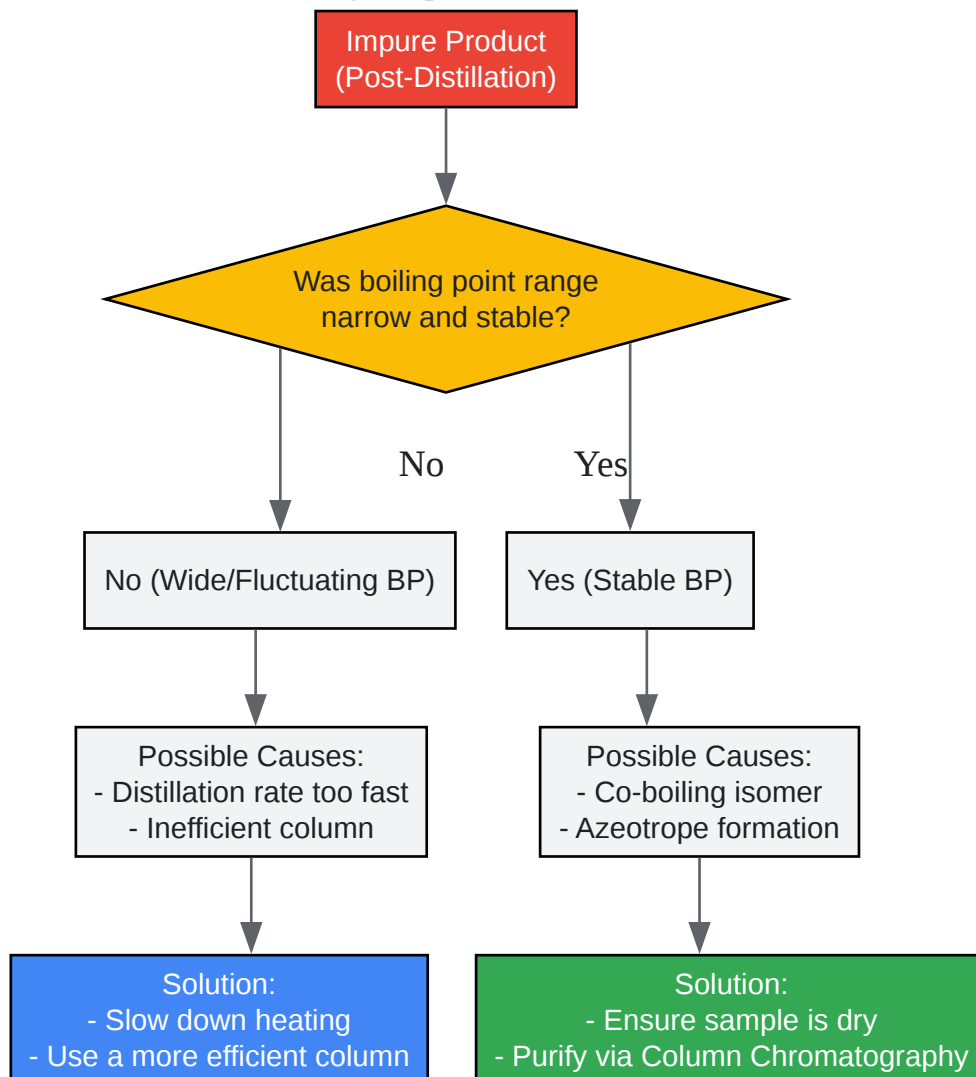 Impure Product
(Post-Distillation)
Was boiling point range
narrow and stable?
No
Yes
No (Wide/Fluctuating BP)
Yes (Stable BP)
Possible Causes:
- Distillation rate too fast
- Inefficient column
Possible Causes:
- Co-boiling isomer
- Azeotrope formation
Solution:
- Slow down heating
- Use a more efficient column
Solution:
- Ensure sample is dry
- Purify via Column Chromatography